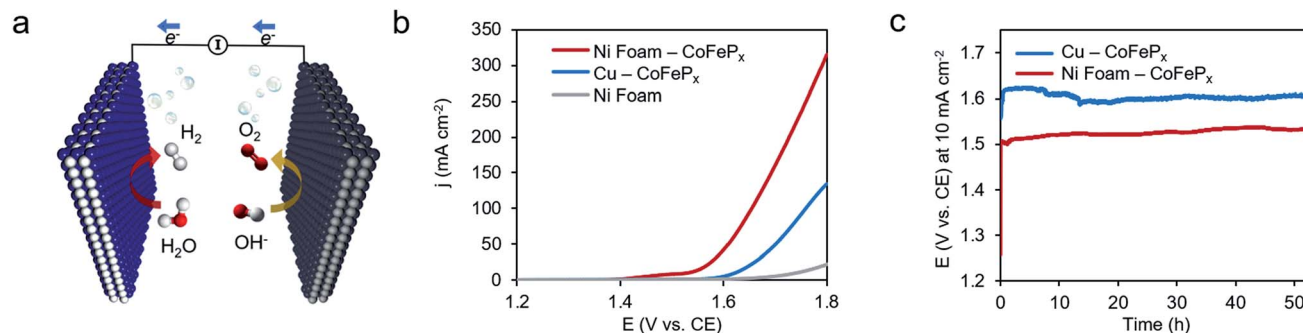 a
e-
e-
I
H2
O2
H2O
OH-
b
j (mA cm-2)
350
300
250
200
150
100
50
0
Ni Foam – CoFePx
Cu – CoFePx
Ni Foam
1.2
1.4
1.6
1.8
E (V vs. CE)
c
E (V vs. CE) at 10 mA cm-2
1.7
1.6
1.5
1.4
1.3
1.2
Cu – CoFePx
Ni Foam – CoFePx
0
10
20
30
40
50
Time (h)